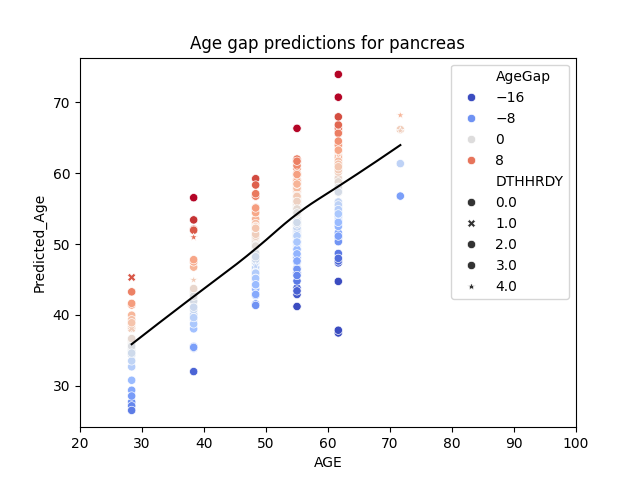 Age gap predictions for pancreas
AgeGap
−16
−8
0
8
DTHHRDY
0.0
1.0
2.0
3.0
4.0
Predicted_Age
70
60
50
40
30
20 30 40 50 60 70 80 90 100
AGE